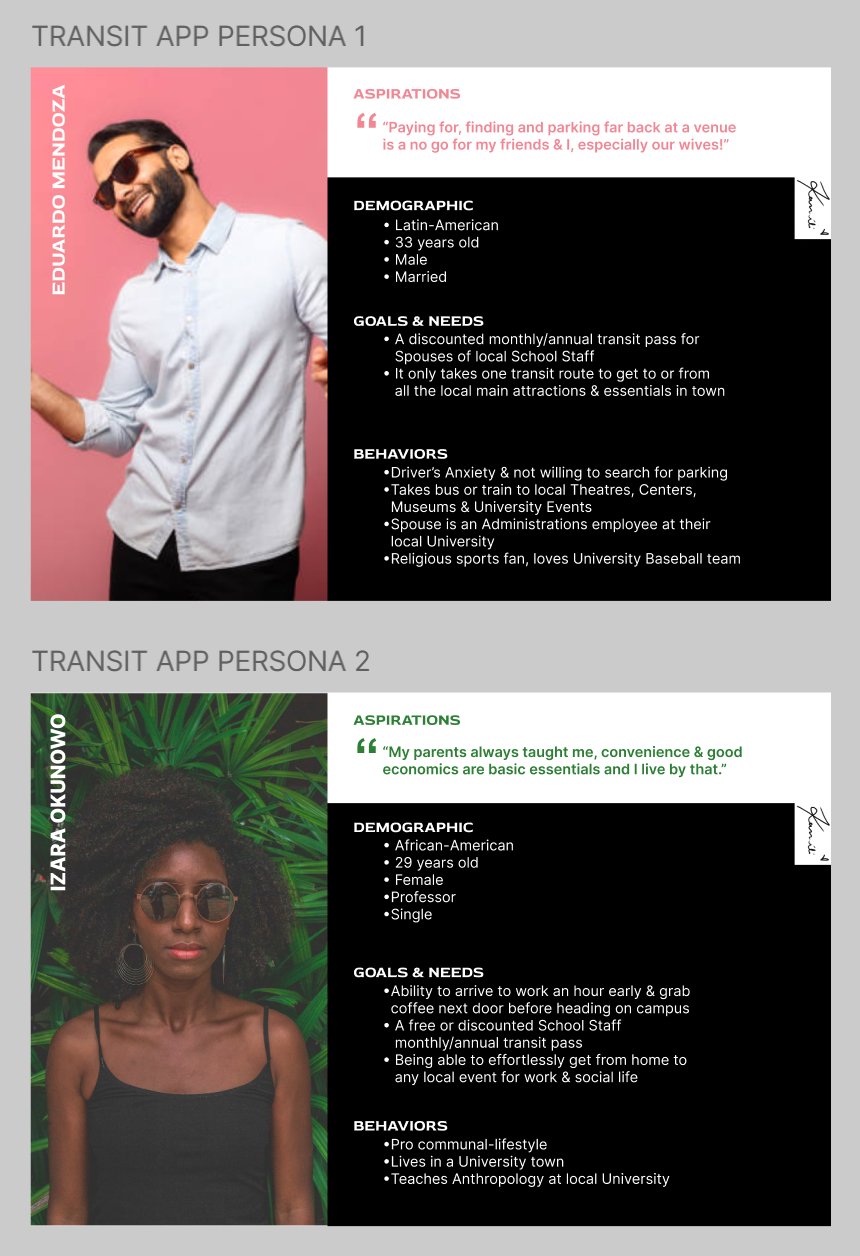 TRANSIT APP PERSONA 1
EDUARDO MENDOZA
ASPIRATIONS
“Paying for, finding and parking far back at a venue
is a no go for my friends & I, especially our wives!”
DEMOGRAPHIC
• Latin-American
• 33 years old
• Male
• Married
GOALS & NEEDS
• A discounted monthly/annual transit pass for
Spouses of local School Staff
• It only takes one transit route to get to or from
all the local main attractions & essentials in town
BEHAVIORS
•Driver’s Anxiety & not willing to search for parking
•Takes bus or train to local Theatres, Centers,
Museums & University Events
•Spouse is an Administrations employee at their
local University
•Religious sports fan, loves University Baseball team
TRANSIT APP PERSONA 2
IZARA OKUNOWO
ASPIRATIONS
“My parents always taught me, convenience & good
economics are basic essentials and I live by that.”
DEMOGRAPHIC
• African-American
• 29 years old
• Female
•Professor
•Single
GOALS & NEEDS
•Ability to arrive to work an hour early & grab
coffee next door before heading on campus
• A free or discounted School Staff
monthly/annual transit pass
• Being able to effortlessly get from home to
any local event for work & social life
BEHAVIORS
•Pro communal-lifestyle
•Lives in a University town
•Teaches Anthropology at local University